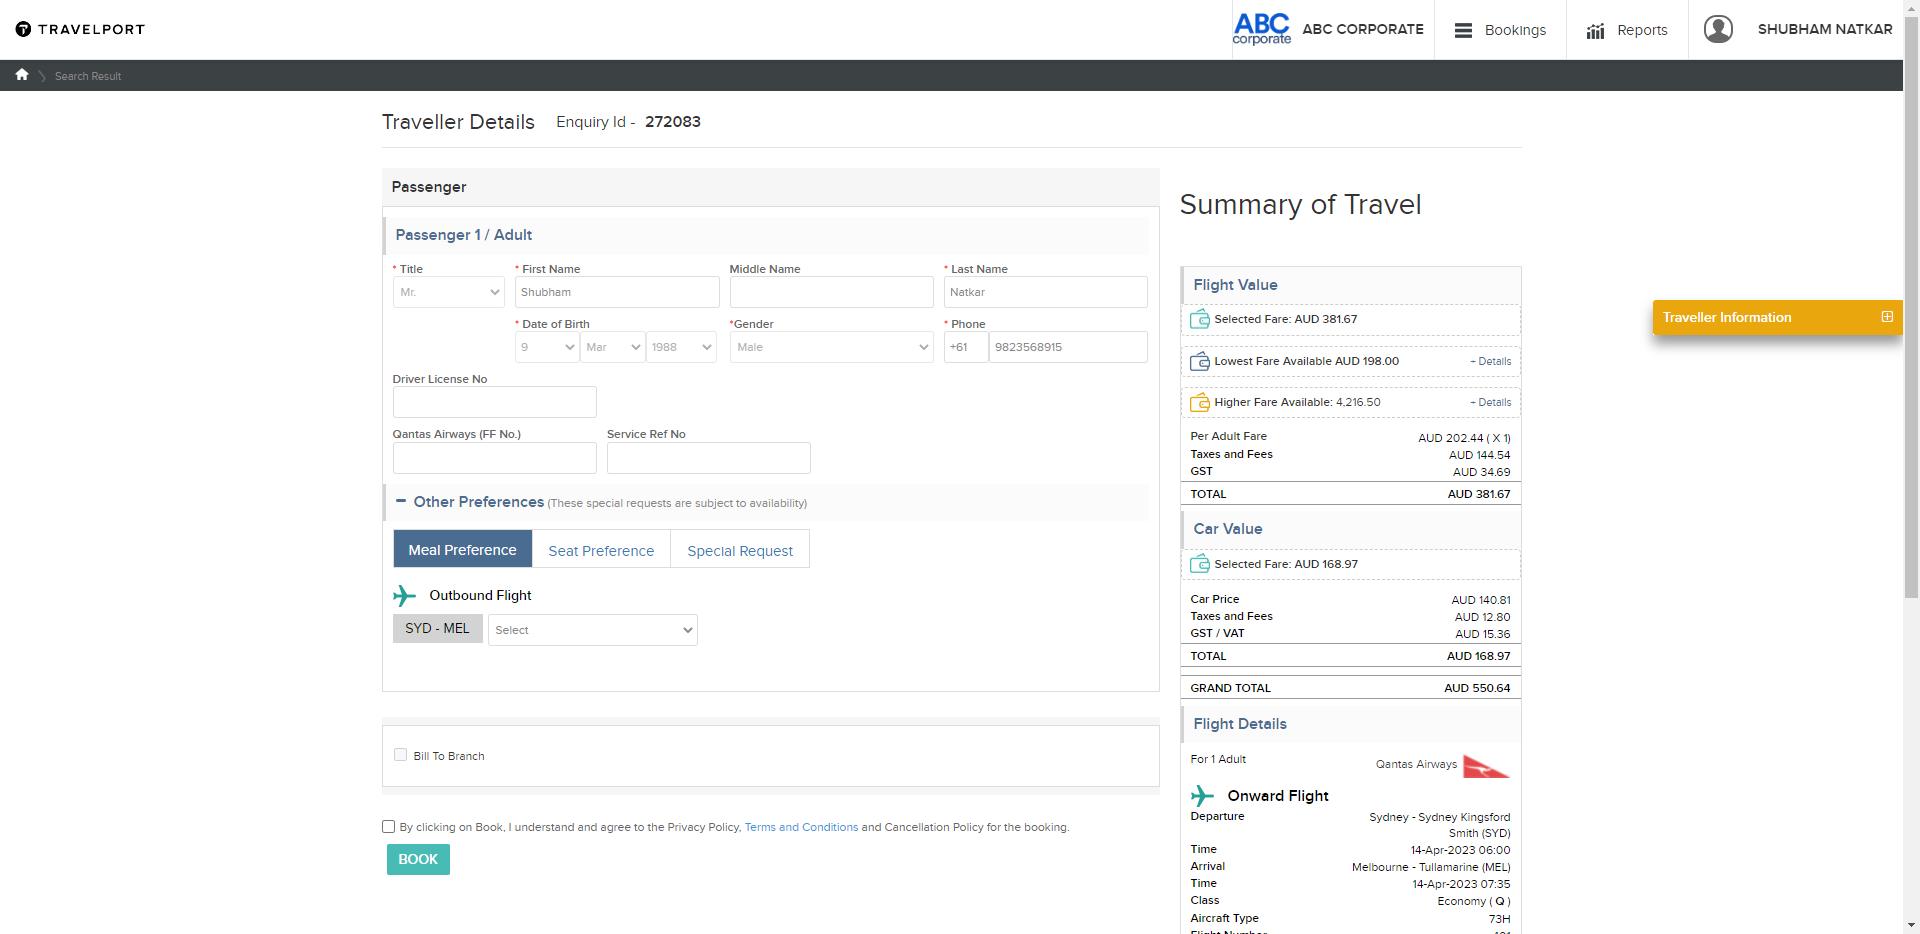 TRAVELPORT
ABC corporate ABC CORPORATE
Bookings
Reports
SHUBHAM NATKAR
Search Result
Traveller Details Enquiry Id - 272083
Passenger
Passenger 1 / Adult
* Title * First Name Middle Name * Last Name
Mr. Shubham Natkar
* Date of Birth *Gender * Phone
9 Mar 1988 Male +61 9823568915
Driver License No
Qantas Airways (FF No.) Service Ref No
Other Preferences (These special requests are subject to availability)
Meal Preference Seat Preference Special Request
Outbound Flight
SYD - MEL Select
Bill To Branch
By clicking on Book, I understand and agree to the Privacy Policy, Terms and Conditions and Cancellation Policy for the booking.
BOOK
Summary of Travel
Flight Value
Selected Fare: AUD 381.67
Lowest Fare Available AUD 198.00 + Details
Higher Fare Available: 4,216.50 + Details
Per Adult Fare AUD 202.44 ( X 1)
Taxes and Fees AUD 144.54
GST AUD 34.69
TOTAL AUD 381.67
Car Value
Selected Fare: AUD 168.97
Car Price AUD 140.81
Taxes and Fees AUD 12.80
GST / VAT AUD 15.36
TOTAL AUD 168.97
GRAND TOTAL AUD 550.64
Flight Details
For 1 Adult Qantas Airways
Onward Flight
Departure Sydney - Sydney Kingsford
Smith (SYD)
Time 14-Apr-2023 06:00
Arrival Melbourne - Tullamarine (MEL)
Time 14-Apr-2023 07:35
Class Economy ( Q )
Aircraft Type 73H
Flight Number
Traveller Information